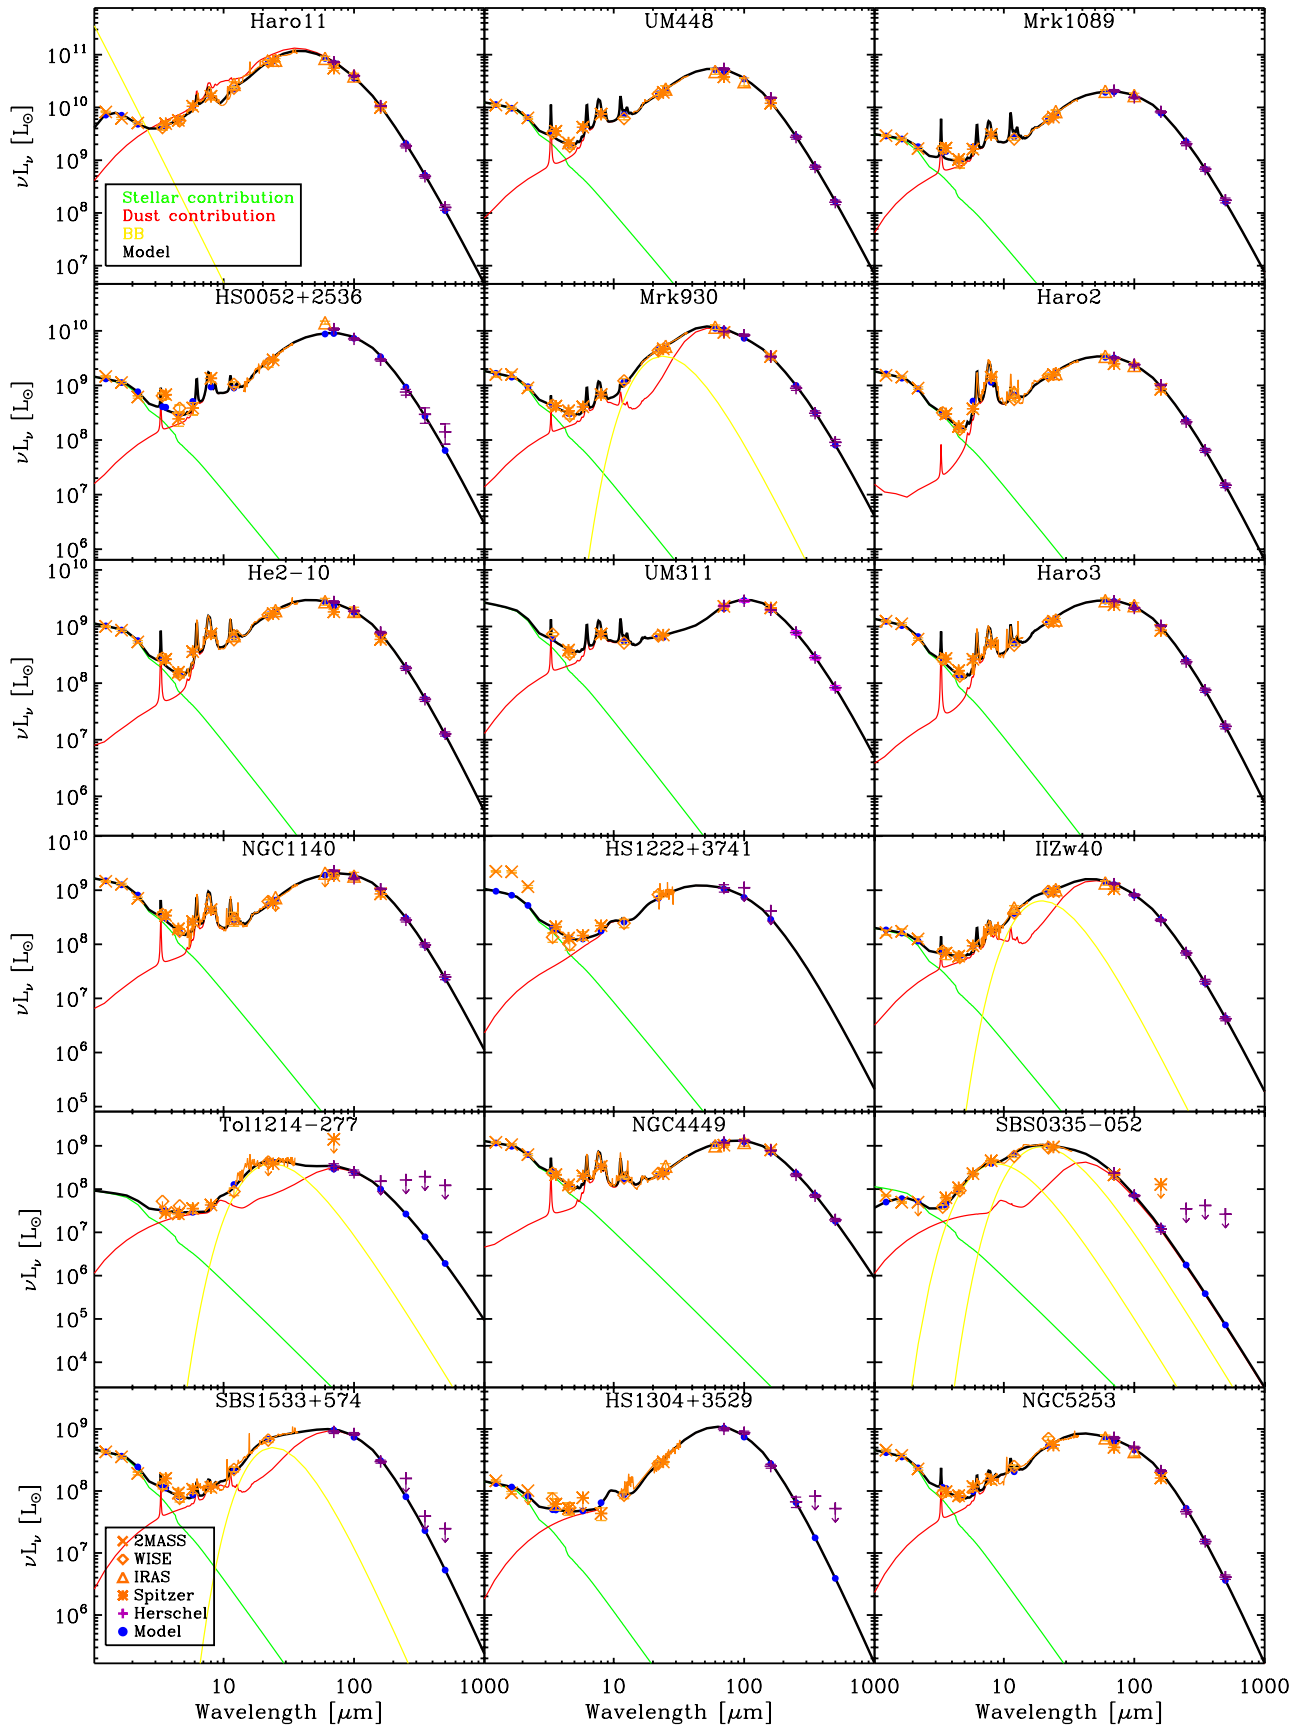 Haro11
UM448
Mrk1089
νLν [L⊙]
10¹¹
10¹⁰
10⁹
10⁸
10⁷
Stellar contribution
Dust contribution
BB
Model
HS0052+2536
Mrk930
Haro2
νLν [L⊙]
10¹⁰
10⁹
10⁸
10⁷
10⁶
He2-10
UM311
Haro3
νLν [L⊙]
10¹⁰
10⁹
10⁸
10⁷
10⁶
NGC1140
HS1222+3741
IIZw40
νLν [L⊙]
10¹⁰
10⁹
10⁸
10⁷
10⁶
10⁵
Tol1214-277
NGC4449
SBS0335-052
νLν [L⊙]
10⁹
10⁸
10⁷
10⁶
10⁵
10⁴
SBS1533+574
HS1304+3529
NGC5253
νLν [L⊙]
10⁹
10⁸
10⁷
10⁶
2MASS
WISE
IRAS
Spitzer
Herschel
Model
10 100 1000 10 100 1000 10 100 1000
Wavelength [μm] Wavelength [μm] Wavelength [μm]